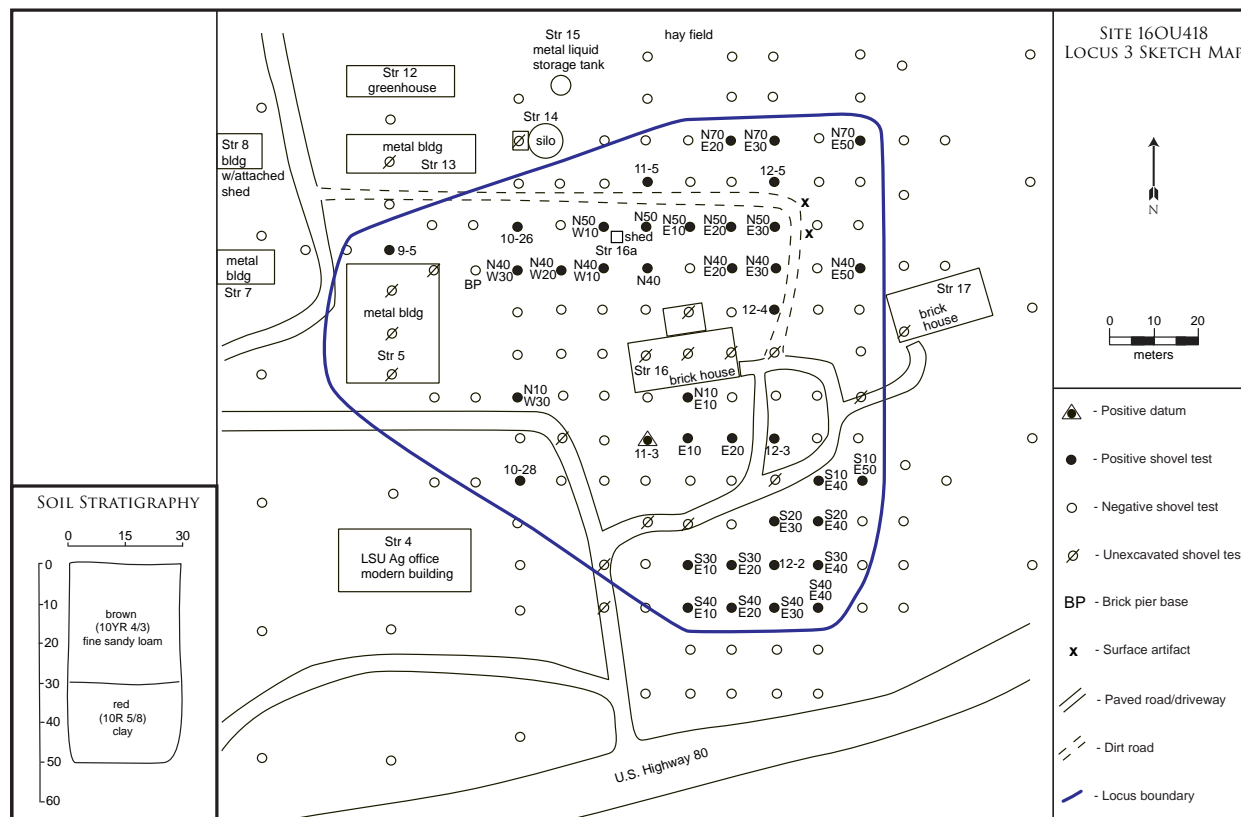 SITE 16OU418
LOCUS 3 SKETCH MAP
N
0 10 20
meters
- Positive datum
- Positive shovel test
- Negative shovel test
- Unexcavated shovel test
BP - Brick pier base
x - Surface artifact
- Paved road/driveway
- Dirt road
- Locus boundary
Str 15
metal liquid
storage tank
hay field
Str 12
greenhouse
Str 14
silo
metal bldg
Str 13
Str 8
bldg
w/attached
shed
N70
E20
N70
E30
N70
E50
11-5
12-5
x
x
N50
W10
N50
N50
E10
N50
E20
N50
E30
shed
Str 16a
10-26
9-5
metal
bldg
Str 7
BP
N40
W30
N40
W20
N40
W10
N40
N40
E20
N40
E30
N40
E50
Str 17
brick
house
metal bldg
Str 5
12-4
Str 16
brick house
N10
W30
N10
E10
11-3
E10
E20
12-3
10-28
S10
E40
S10
E50
S20
E30
S20
E40
Str 4
LSU Ag office
modern building
S30
E10
S30
E20
12-2
S30
E40
S40
E10
S40
E20
S40
E30
S40
E40
U.S. Highway 80
SOIL STRATIGRAPHY
0 15 30
0
-10
-20
-30
-40
-50
-60
brown
(10YR 4/3)
fine sandy loam
red
(10R 5/8)
clay